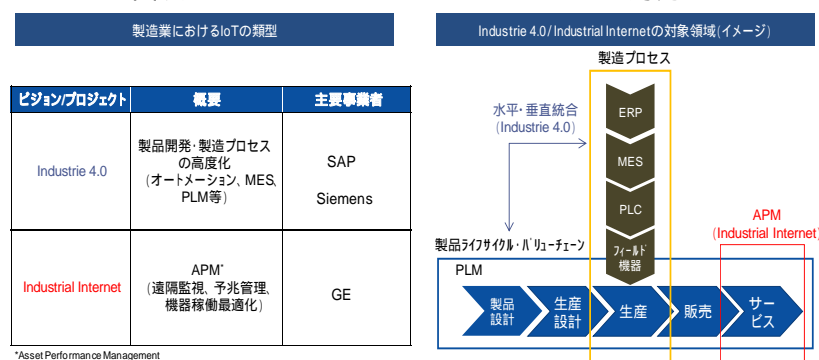 製造業におけるIoTの類型
ビジョン/プロジェクト 概要 主要事業者
Industrie 4.0
製品開発・製造プロセス
の高度化
(オートメーション、MES、
PLM等)
SAP
Siemens
Industrial Internet
APM*
(遠隔監視、予兆管理、
機器稼働最適化)
GE
*Asset Performance Management
Industrie 4.0/Industrial Internetの対象領域(イメージ)
製造プロセス
水平・垂直統合
(Industrie 4.0)
ERP
MES
PLC
フィールド
機器
APM
(Industrial Internet)
製品ライフサイクル・バリューチェーン
PLM
製品
設計
生産
設計
生産
販売
サー
ビス